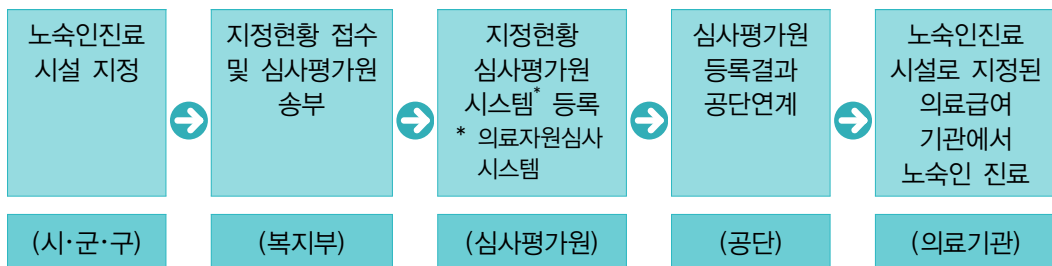 노숙인진료
시설 지정
지정현황 접수
및 심사평가원
송부
지정현황
심사평가원
시스템* 등록
* 의료자원심사
시스템
심사평가원
등록결과
공단연계
노숙인진료
시설로 지정된
의료급여
기관에서
노숙인 진료
(시·군·구)
(복지부)
(심사평가원)
(공단)
(의료기관)